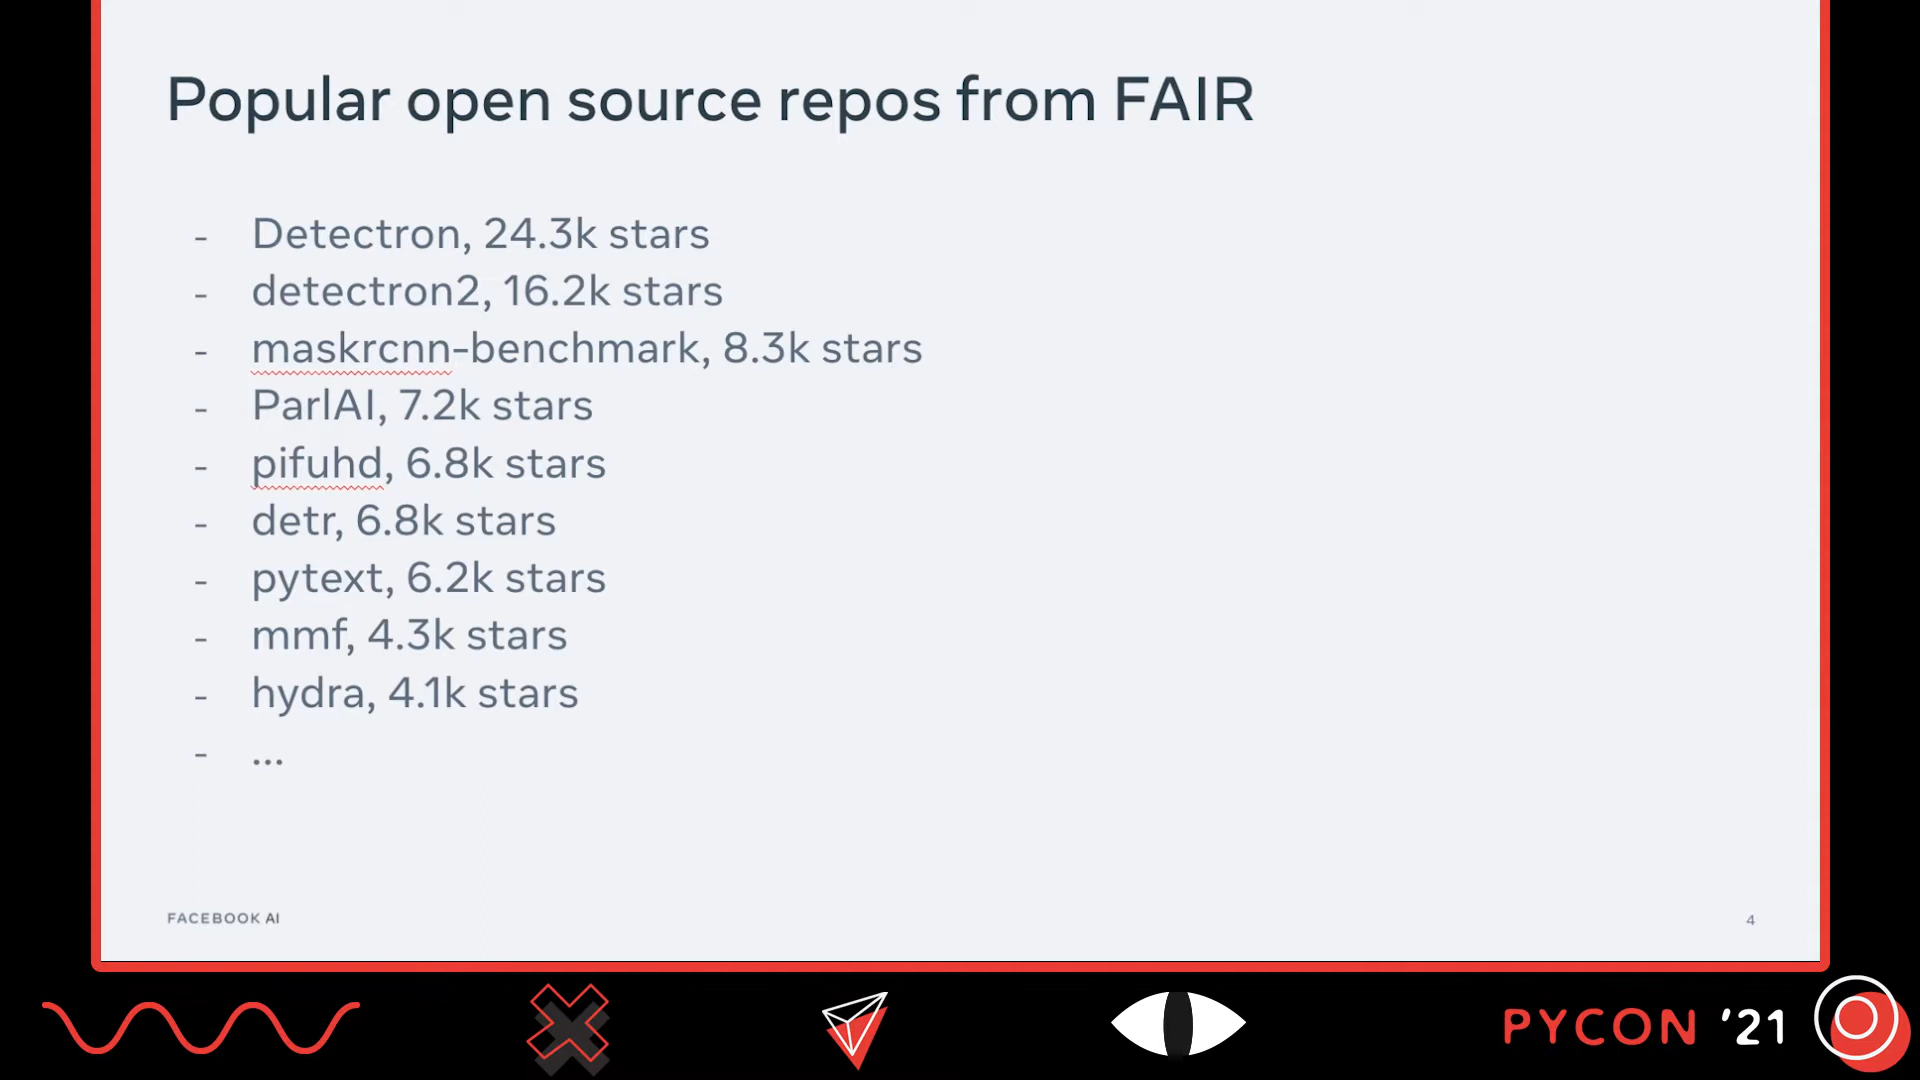 Popular open source repos from FAIR
- Detectron, 24.3k stars
- detectron2, 16.2k stars
- maskrcnn-benchmark, 8.3k stars
- ParlAI, 7.2k stars
- pifuhd, 6.8k stars
- detr, 6.8k stars
- pytext, 6.2k stars
- mmf, 4.3k stars
- hydra, 4.1k stars
- ...
FACEBOOK AI
4
PYCON '21